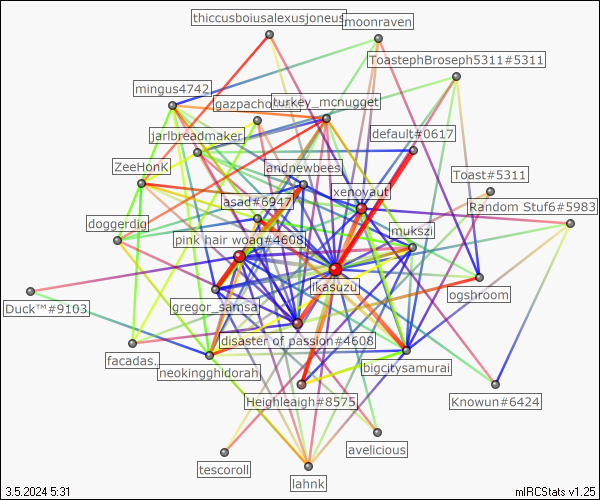 thiccusboiusalexusjoneus
moonraven
ToastephBroseph5311#5311
mingus4742
turkey_mcnugget
default#0617
jarlbreadmaker
ZeeHonK
andnewbees
Toast#5311
xenovaut
asad#6947
Random Stuf6#5983
doggerdig
pink hair woag#4608
mukszi
Ikasuzu
ogshroom
gregor_samsa
Duck™#9103
disaster of passion#4608
facadas.
neokingghidorah
bigcitysamurai
Heighleaigh#8575
Knowun#6424
avelicious
tescoroll
lahnk
3.5.2024 5:31
mIRCStats v1.25